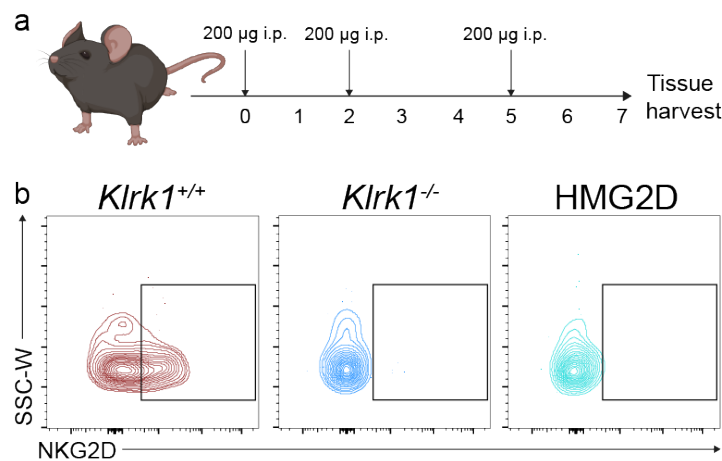 a
200 µg i.p. 200 µg i.p. 200 µg i.p.
0 1 2 3 4 5 6 7
Tissue
harvest
b
Klrk1+/+ Klrk1-/- HMG2D
SSC-W
NKG2D